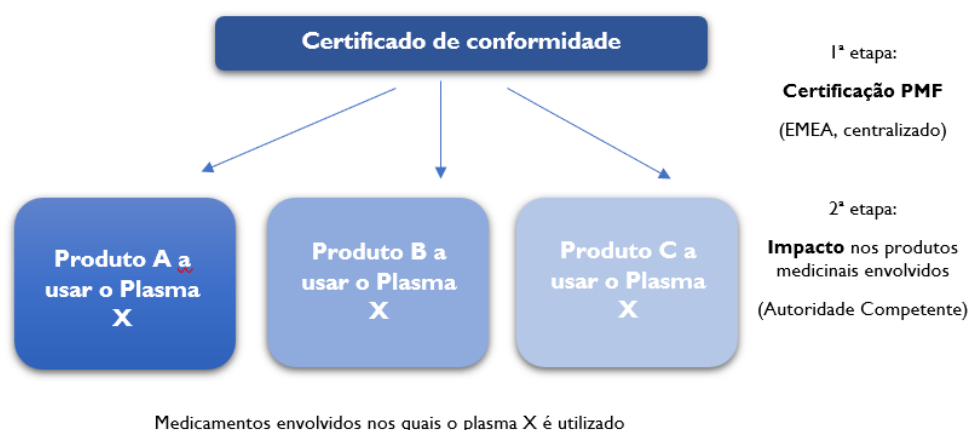 Certificado de conformidade
1ª etapa:
Certificação PMF
(EMEA, centralizado)
Produto A a
usar o Plasma
X
Produto B a
usar o Plasma
X
Produto C a
usar o Plasma
X
2ª etapa:
Impacto nos produtos
medicinais envolvidos
(Autoridade Competente)
Medicamentos envolvidos nos quais o plasma X é utilizado